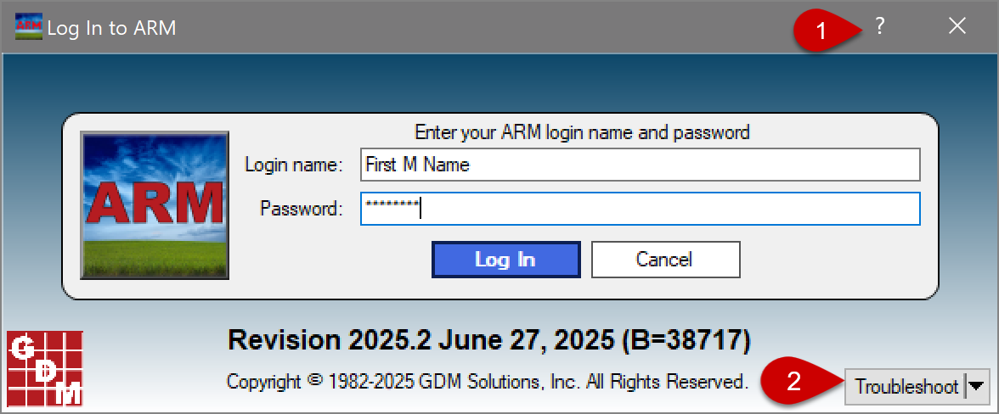 ARM Log In to ARM
1 ?
Enter your ARM login name and password
ARM
Login name: First M Name
Password: ********
Log In Cancel
Revision 2025.2 June 27, 2025 (B=38717)
GDM
Copyright © 1982-2025 GDM Solutions, Inc. All Rights Reserved.
2 Troubleshoot